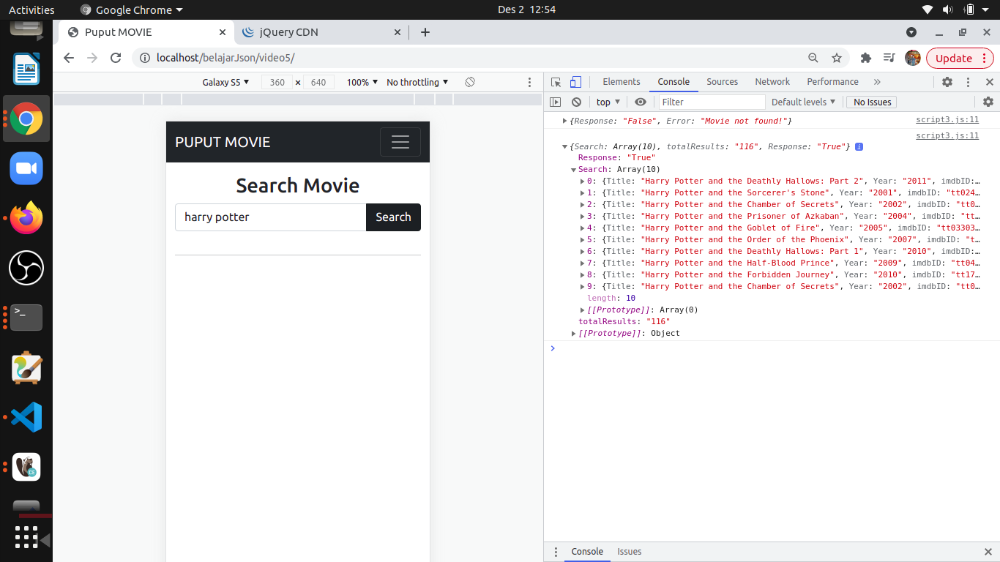 Activities Google Chrome Des 2 12:54
Puput MOVIE jQuery CDN
localhost/belajarJson/video5/ Update
Galaxy S5 360 × 640 100% No throttling
PUPUT MOVIE
Search Movie
harry potter Search
Elements Console Sources Network Performance »
top Filter Default levels No Issues
{Response: "False", Error: "Movie not found!"} script3.js:11
script3.js:11
{Search: Array(10), totalResults: "116", Response: "True"} i
Response: "True"
Search: Array(10)
0: {Title: "Harry Potter and the Deathly Hallows: Part 2", Year: "2011", imdbID:…
1: {Title: "Harry Potter and the Sorcerer's Stone", Year: "2001", imdbID: "tt024…
2: {Title: "Harry Potter and the Chamber of Secrets", Year: "2002", imdbID: "tt0…
3: {Title: "Harry Potter and the Prisoner of Azkaban", Year: "2004", imdbID: "tt…
4: {Title: "Harry Potter and the Goblet of Fire", Year: "2005", imdbID: "tt03303…
5: {Title: "Harry Potter and the Order of the Phoenix", Year: "2007", imdbID: "t…
6: {Title: "Harry Potter and the Deathly Hallows: Part 1", Year: "2010", imdbID:…
7: {Title: "Harry Potter and the Half-Blood Prince", Year: "2009", imdbID: "tt04…
8: {Title: "Harry Potter and the Forbidden Journey", Year: "2010", imdbID: "tt17…
9: {Title: "Harry Potter and the Chamber of Secrets", Year: "2002", imdbID: "tt0…
length: 10
[[Prototype]]: Array(0)
totalResults: "116"
[[Prototype]]: Object
>_
CE
Console Issues